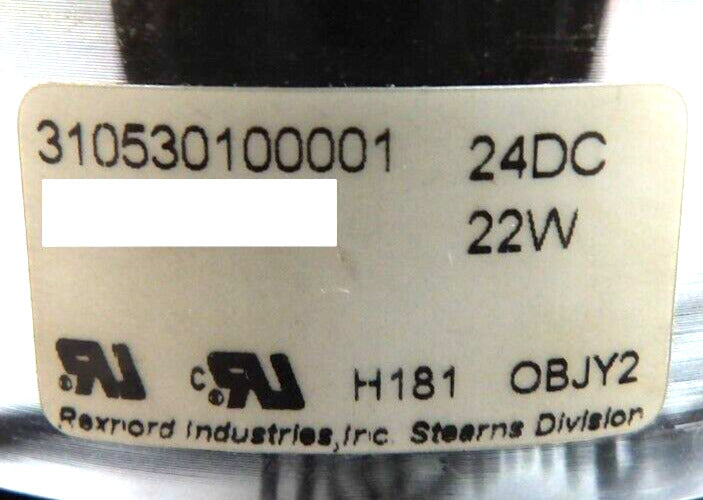 310530100001 24DC
22W
H181 OBJY2
Rexnord Industries, Inc. Stearns Division